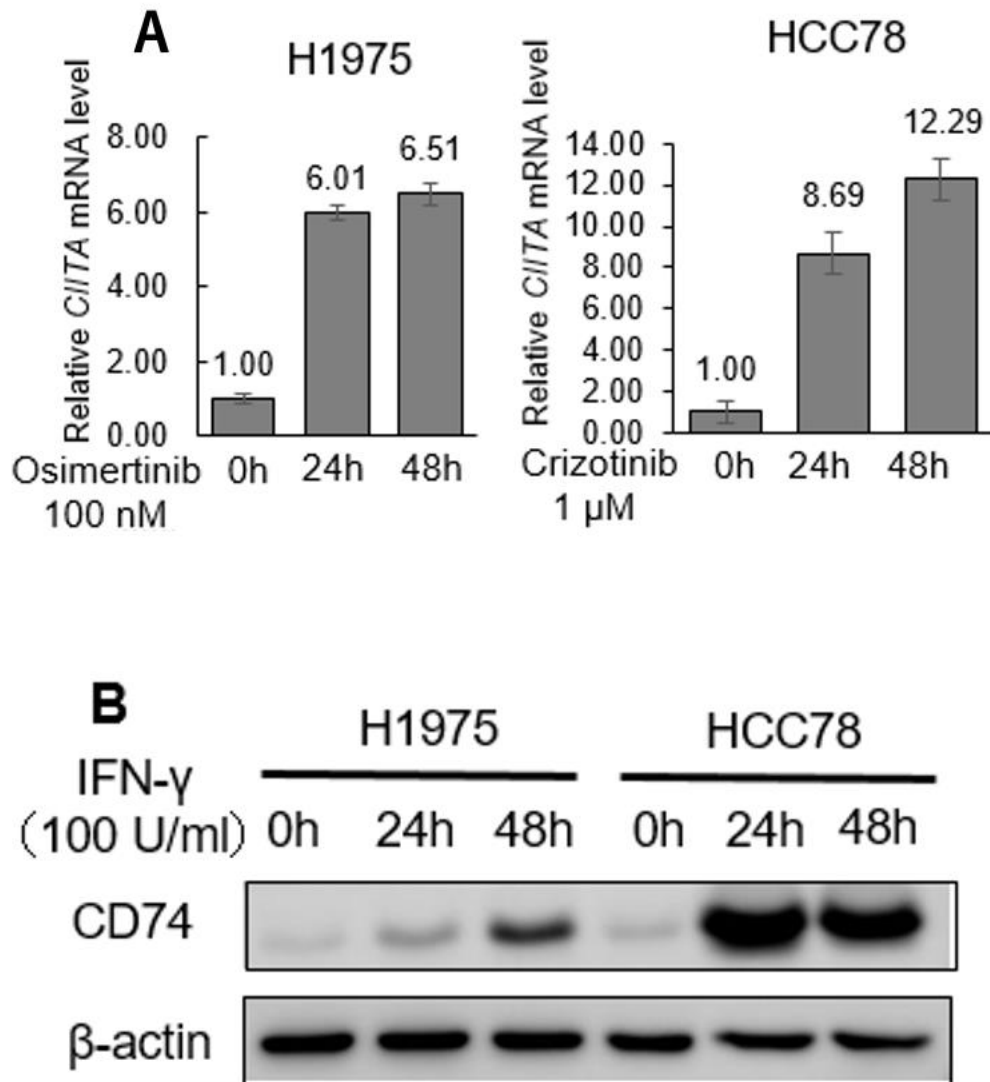 A
H1975
Relative CIITA mRNA level
8.00
6.00
4.00
2.00
0.00
1.00
6.01
6.51
Osimertinib 0h 24h 48h
100 nM
HCC78
Relative CIITA mRNA level
14.00
12.00
10.00
8.00
6.00
4.00
2.00
0.00
1.00
8.69
12.29
Crizotinib 0h 24h 48h
1 μM
B
H1975 HCC78
IFN-γ
(100 U/ml) 0h 24h 48h 0h 24h 48h
CD74
β-actin